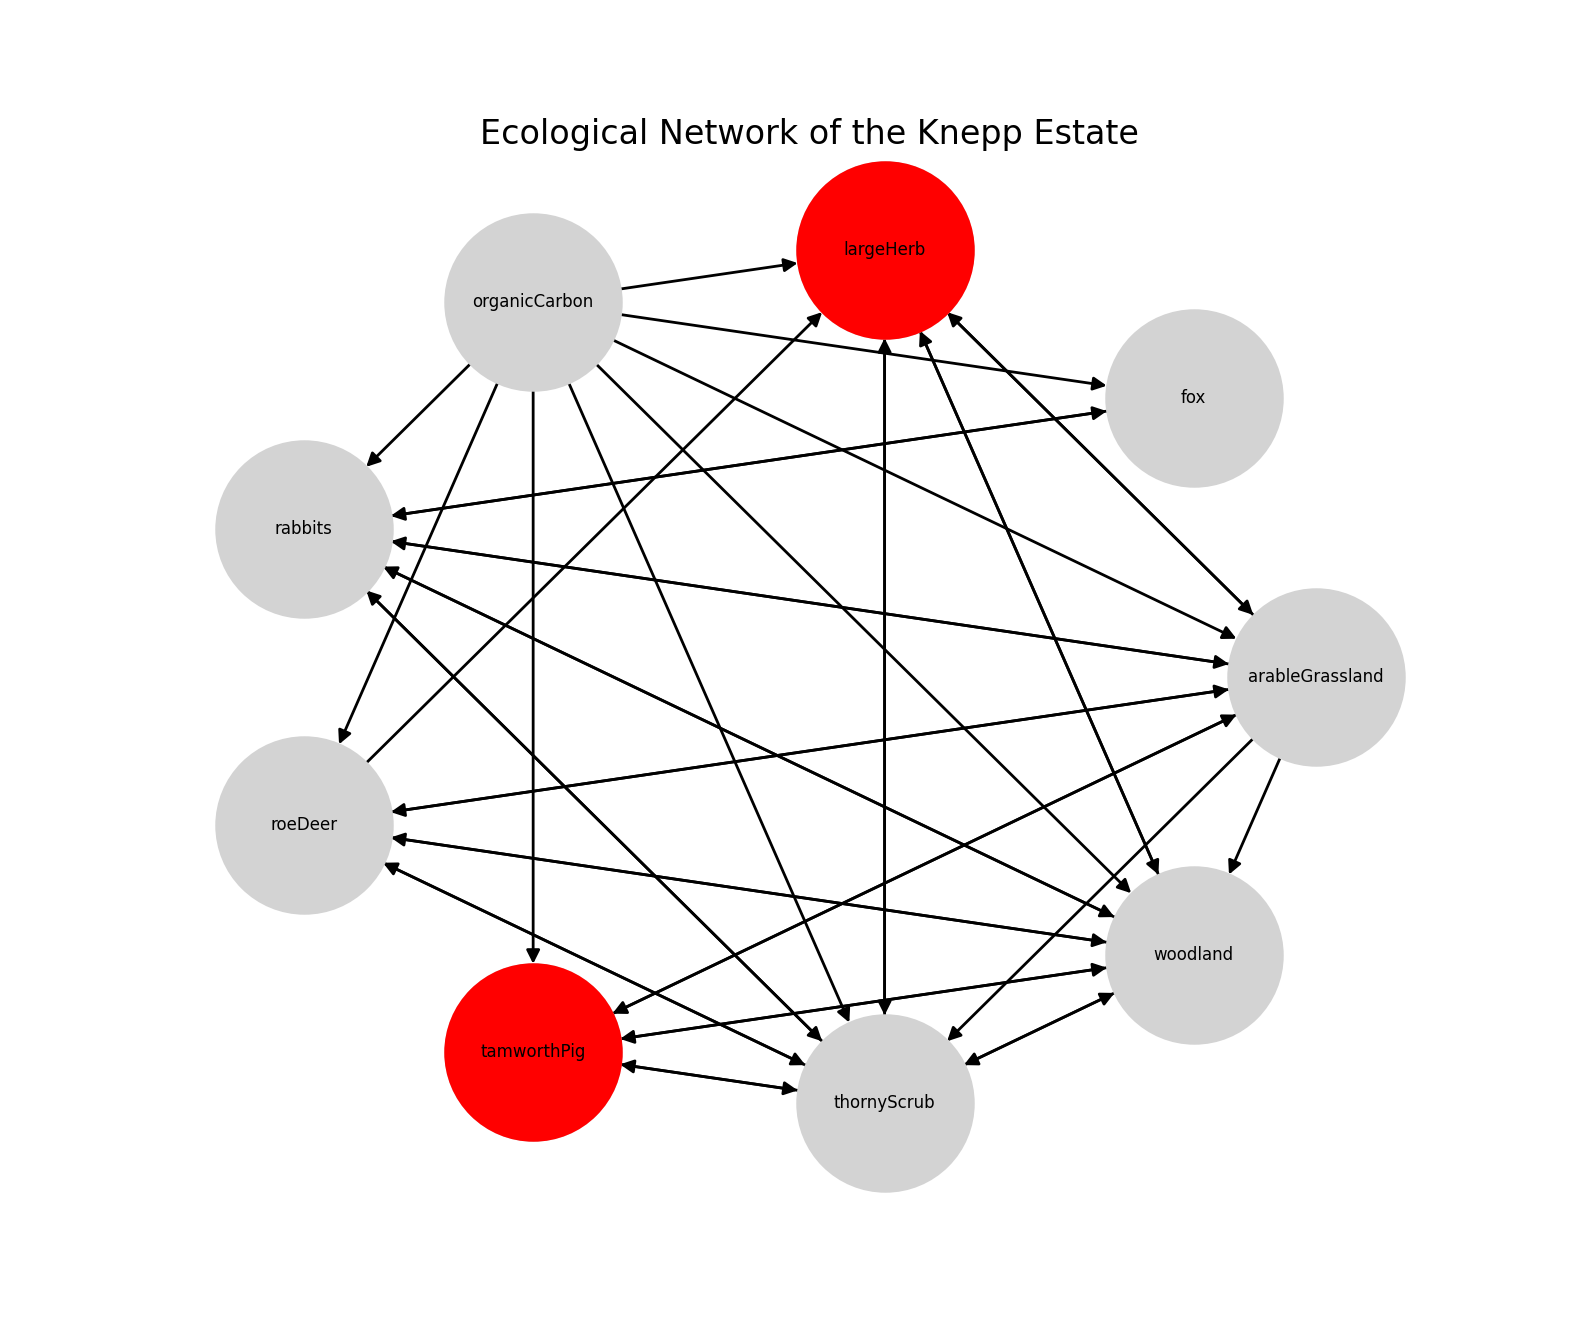 Ecological Network of the Knepp Estate
largeHerb
organicCarbon
fox
rabbits
arableGrassland
roeDeer
woodland
tamworthPig
thornyScrub